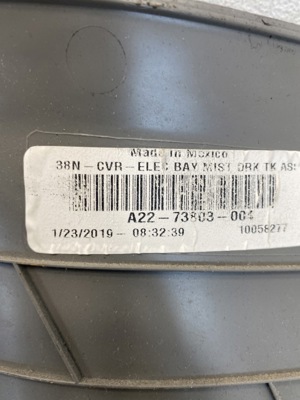 Made in Mexico
38N-CVR-ELEC BAY MIST DRK TK AS
A22-73803-004
1/23/2019- 08:32:39
10058277